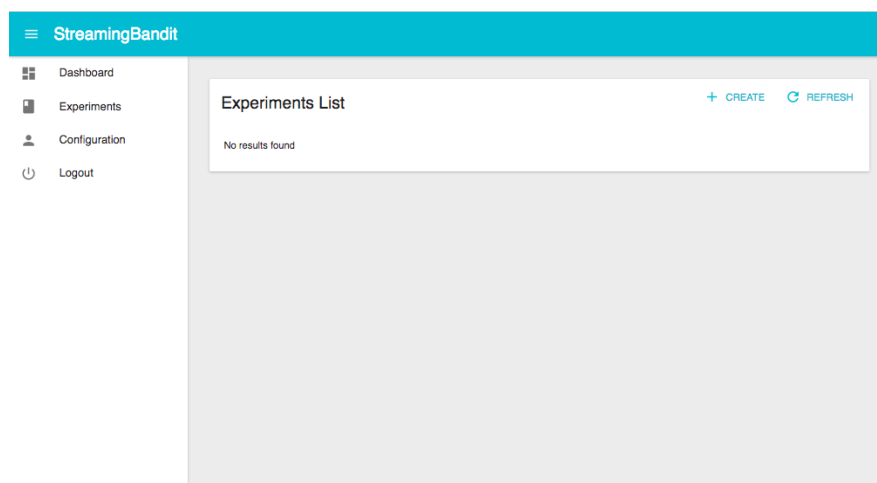 StreamingBandit
Dashboard
Experiments
Configuration
Logout
Experiments List
CREATE
REFRESH
No results found